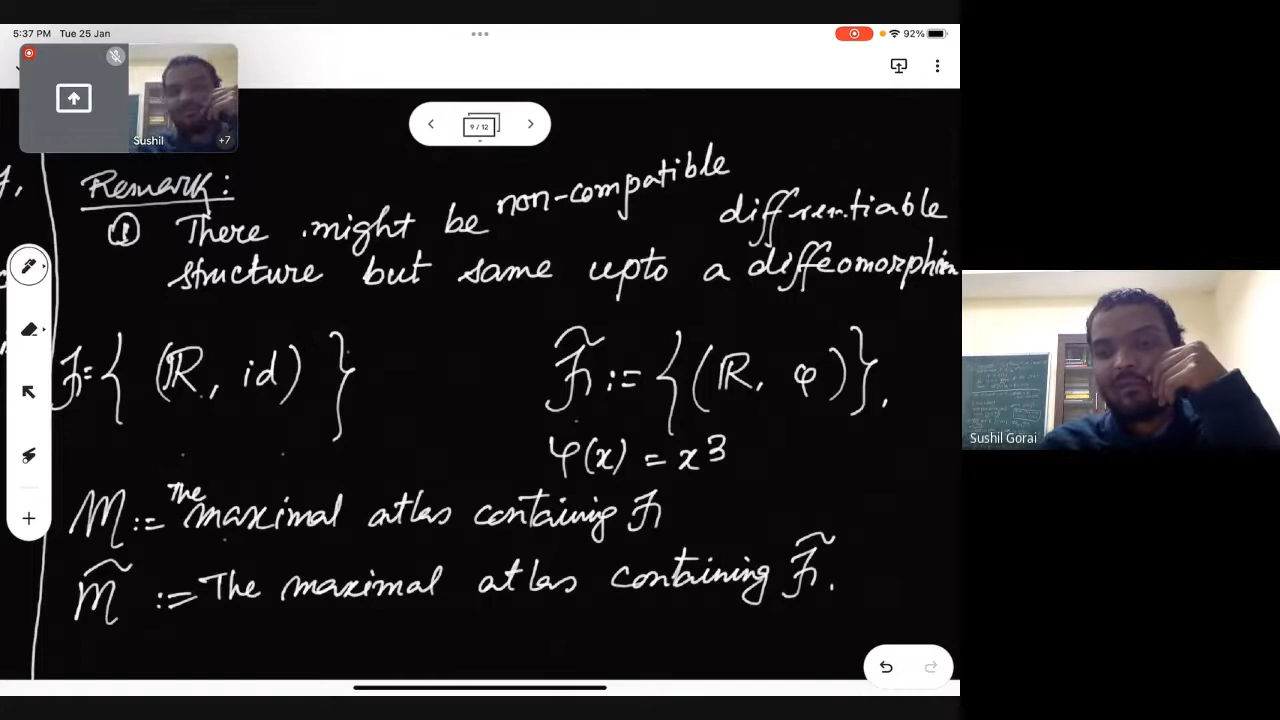 5:37 PM Tue 25 Jan
92%
Sushil
+7
9 / 12
Remark:
① There might be non-compatible differentiable
structure but same upto a diffeomorphism
F:= { (ℝ, id) }
F̃ := {(ℝ, φ)}.
φ(x) = x3
M := The maximal atlas containing F
M̃ := The maximal atlas containing F̃.
Sushil Gorai